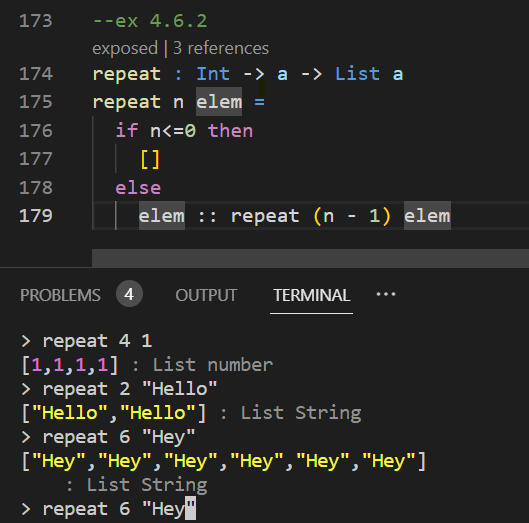 173 --ex 4.6.2
exposed | 3 references
174 repeat : Int -> a -> List a
175 repeat n elem =
176 if n<=0 then
177 []
178 else
179 elem :: repeat (n - 1) elem
PROBLEMS 4 OUTPUT TERMINAL ...
> repeat 4 1
[1,1,1,1] : List number
> repeat 2 "Hello"
["Hello","Hello"] : List String
> repeat 6 "Hey"
["Hey","Hey","Hey","Hey","Hey","Hey"]
: List String
> repeat 6 "Hey"